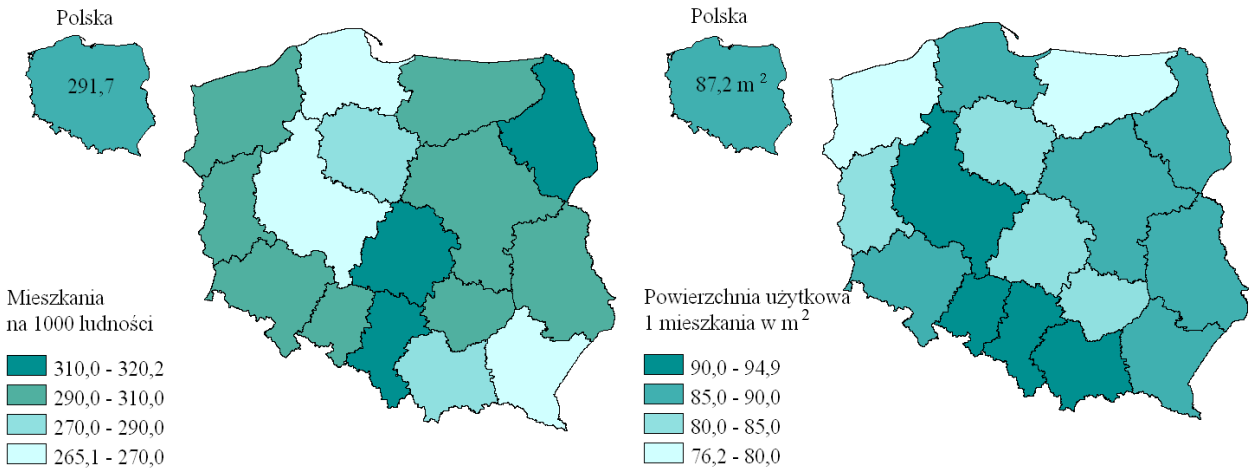 Polska
291,7
Mieszkania
na 1000 ludności
310,0 - 320,2
290,0 - 310,0
270,0 - 290,0
265,1 - 270,0
Polska
87,2 m²
Powierzchnia użytkowa
1 mieszkania w m²
90,0 - 94,9
85,0 - 90,0
80,0 - 85,0
76,2 - 80,0